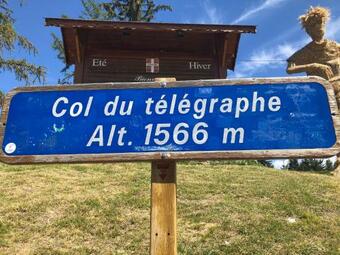 Eté Hiver
Col du télégraphe
Alt. 1566 m